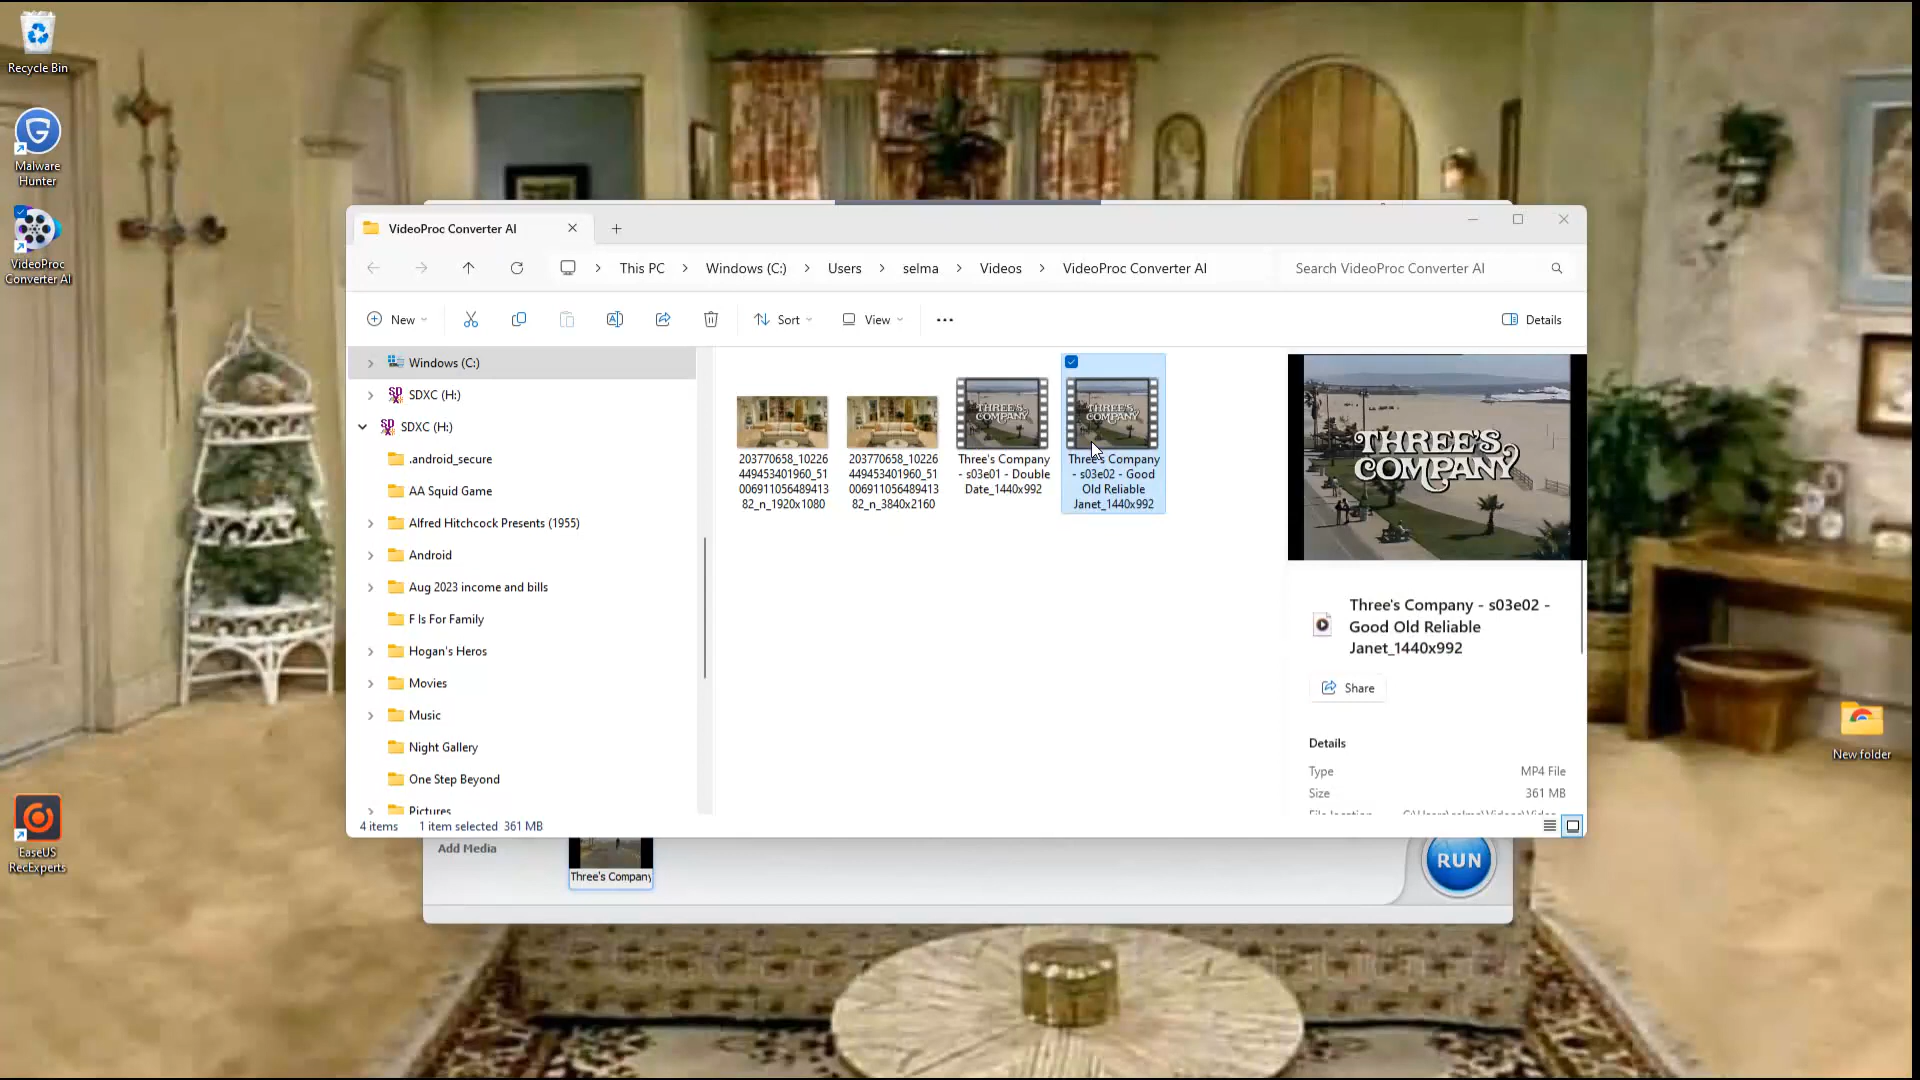 Recycle Bin
Malware
Hunter
VideoProc
Converter AI
EaseUS
RecExperts
New folder
VideoProc Converter AI
This PC
Windows (C:)
Users
selma
Videos
VideoProc Converter AI
Search VideoProc Converter AI
New
Sort
View
Details
Windows (C:)
SDXC (H:)
SDXC (H:)
.android_secure
AA Squid Game
Alfred Hitchcock Presents (1955)
Android
Aug 2023 income and bills
F Is For Family
Hogan's Heros
Movies
Music
Night Gallery
One Step Beyond
Pictures
203770658_10226
449453401960_51
006911056489413
82_n_1920x1080
203770658_10226
449453401960_51
006911056489413
82_n_3840x2160
THREE'S
COMPANY
Three's Company
- s03e01 - Double
Date_1440x992
THREE'S
COMPANY
Three's Company
- s03e02 - Good
Old Reliable
Janet_1440x992
THREE'S
COMPANY
Three's Company - s03e02 -
Good Old Reliable
Janet_1440x992
Share
Details
Type MP4 File
Size 361 MB
4 items 1 item selected 361 MB
Add Media
Three's Company
RUN